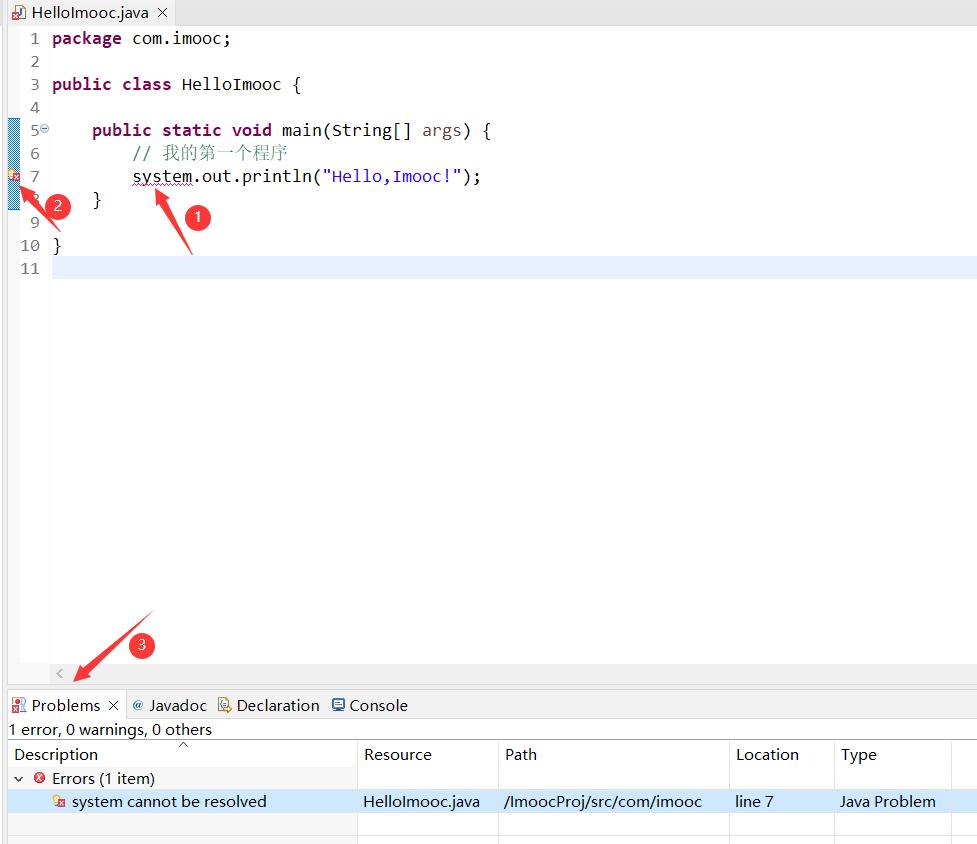 HelloImooc.java
1 package com.imooc;
2
3 public class HelloImooc {
4
5 public static void main(String[] args) {
6 // 我的第一个程序
7 system.out.println("Hello,Imooc!");
8 }
9
10 }
11
2
1
3
Problems @ Javadoc Declaration Console
1 error, 0 warnings, 0 others
Description Resource Path Location Type
Errors (1 item)
system cannot be resolved HelloImooc.java /ImoocProj/src/com/imooc line 7 Java Problem